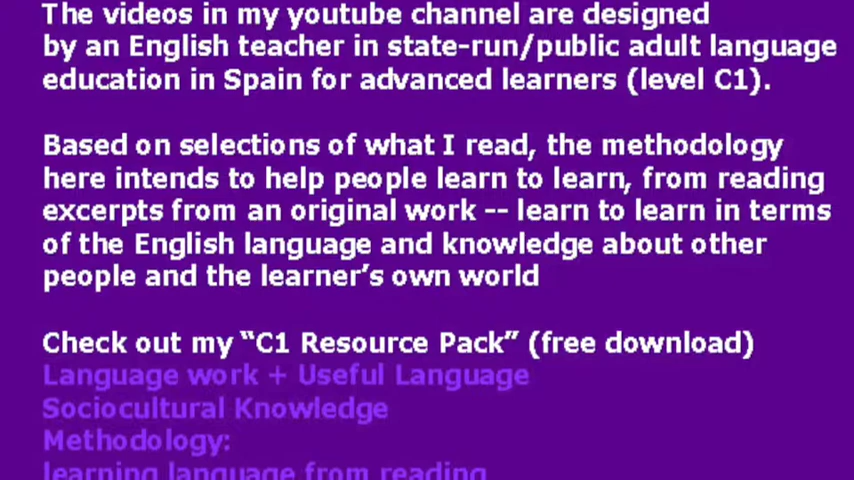 The videos in my youtube channel are designed
by an English teacher in state-run/public adult language
education in Spain for advanced learners (level C1).
Based on selections of what I read, the methodology
here intends to help people learn to learn, from reading
excerpts from an original work -- learn to learn in terms
of the English language and knowledge about other
people and the learner’s own world
Check out my “C1 Resource Pack” (free download)
Language work + Useful Language
Sociocultural Knowledge
Methodology:
learning language from reading